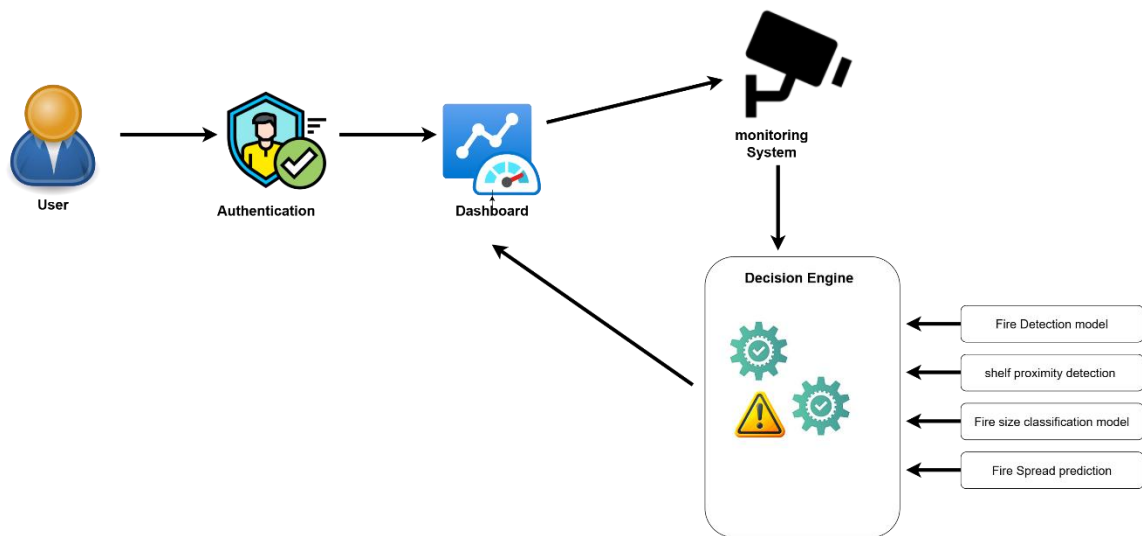 User
Authentication
Dashboard
monitoring
System
Decision Engine
Fire Detection model
shelf proximity detection
Fire size classification model
Fire Spread prediction